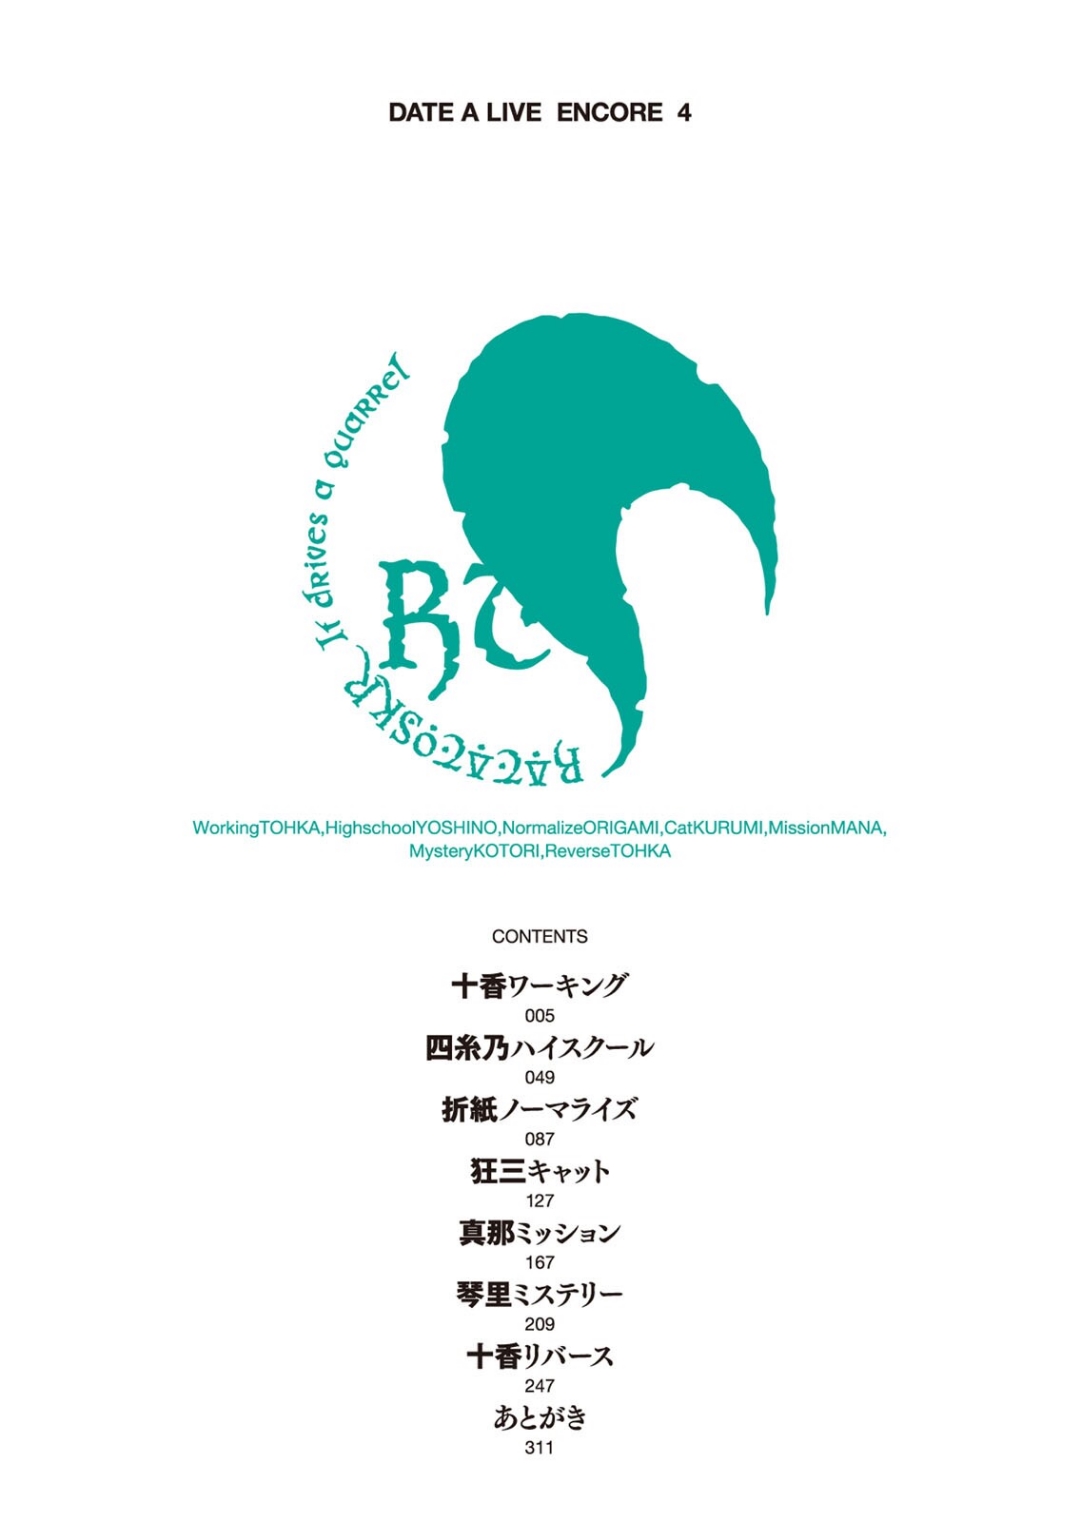 DATE A LIVE ENCORE 4
It drives a quarrel
RT
RATATOSKR
WorkingTOHKA,HighschoolYOSHINO,NormalizeORIGAMI,CatKURUMI,MissionMANA,
MysteryKOTORI,ReverseTOHKA
CONTENTS
十香ワーキング
005
四糸乃ハイスクール
049
折紙ノーマライズ
087
狂三キャット
127
真那ミッション
167
琴里ミステリー
209
十香リバース
247
あとがき
311